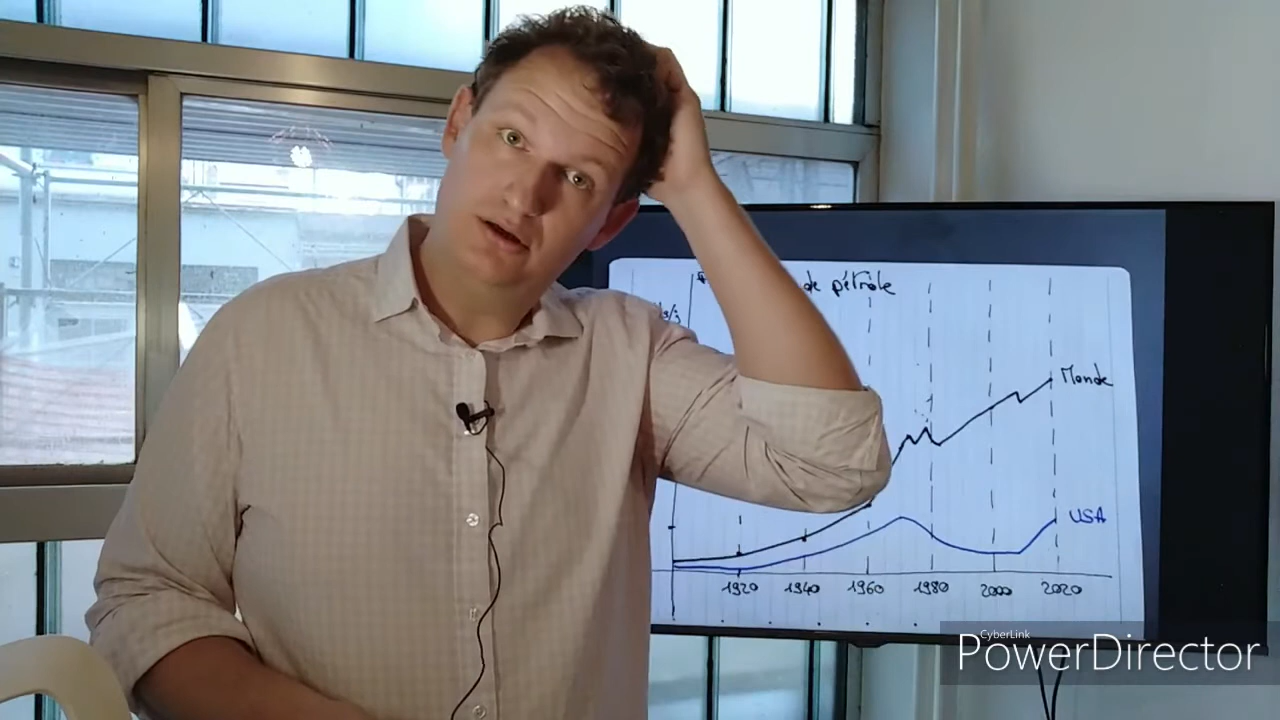 de pétrole
Monde
USA
1920 1940 1960 1980 2000 2020
CyberLink
PowerDirector